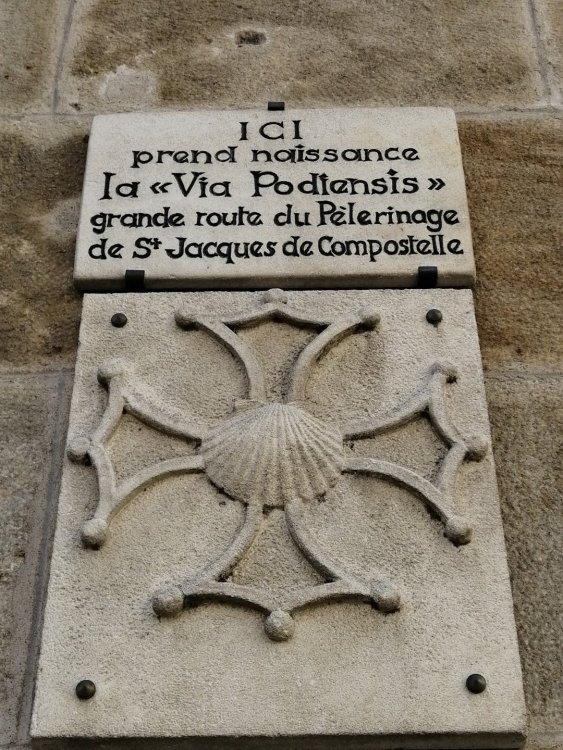 ICI
prend naissance
la «Via Podiensis»
grande route du Pèlerinage
de St Jacques de Compostelle